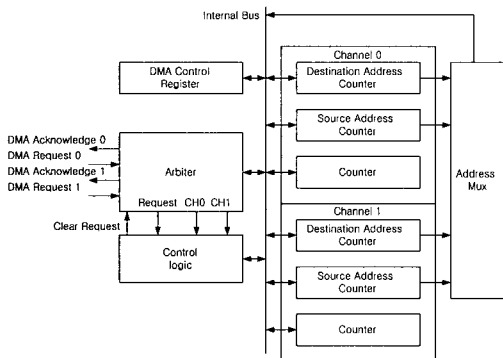 Internal Bus
Channel 0
DMA Control
Register
Destination Address
Counter
Source Address
Counter
Counter
DMA Acknowledge 0
DMA Request 0
DMA Acknowledge 1
DMA Request 1
Arbiter
Request CH0 CH1
Clear Request
Control
logic
Channel 1
Destination Address
Counter
Source Address
Counter
Counter
Address
Mux